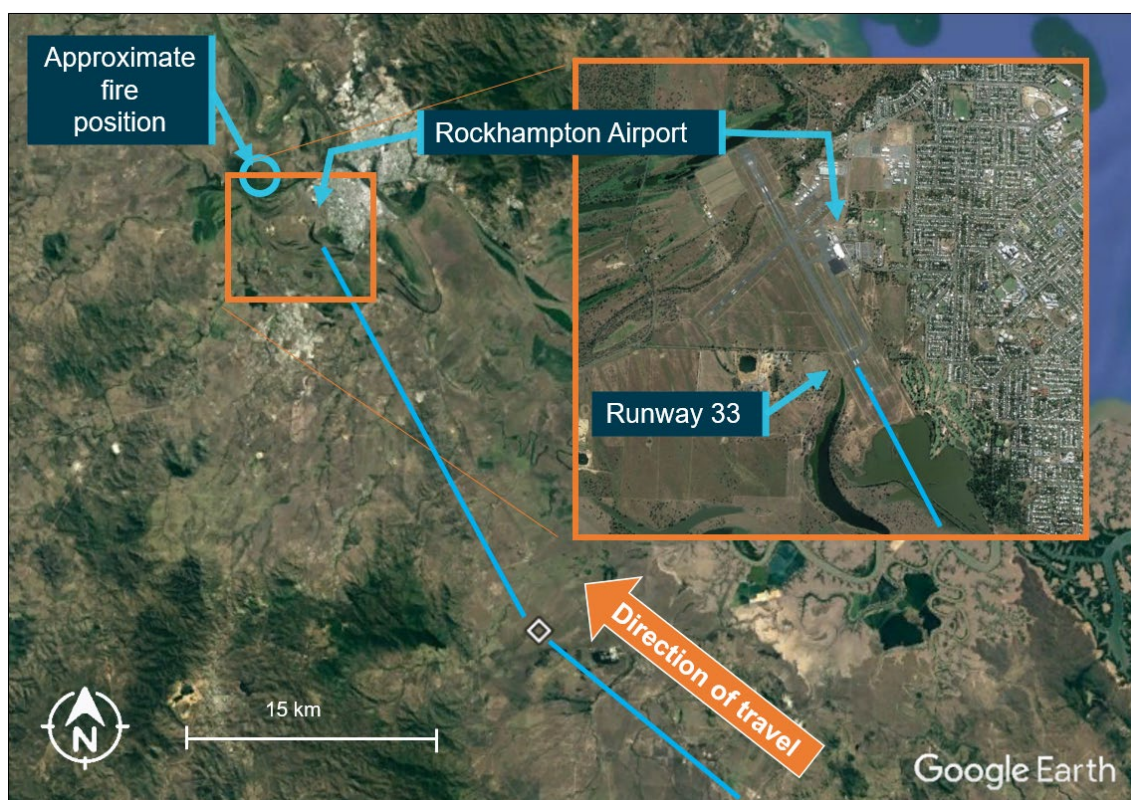 Approximate
fire
position
Rockhampton Airport
Runway 33
Direction of travel
15 km
N
Google Earth